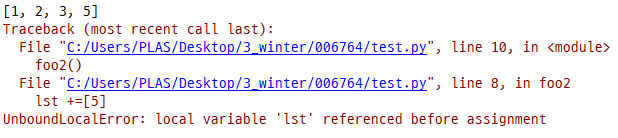 [1, 2, 3, 5]
Traceback (most recent call last):
  File "C:/Users/PLAS/Desktop/3_winter/006764/test.py", line 10, in <module>
    foo2()
  File "C:/Users/PLAS/Desktop/3_winter/006764/test.py", line 8, in foo2
    lst +=[5]
UnboundLocalError: local variable 'lst' referenced before assignment